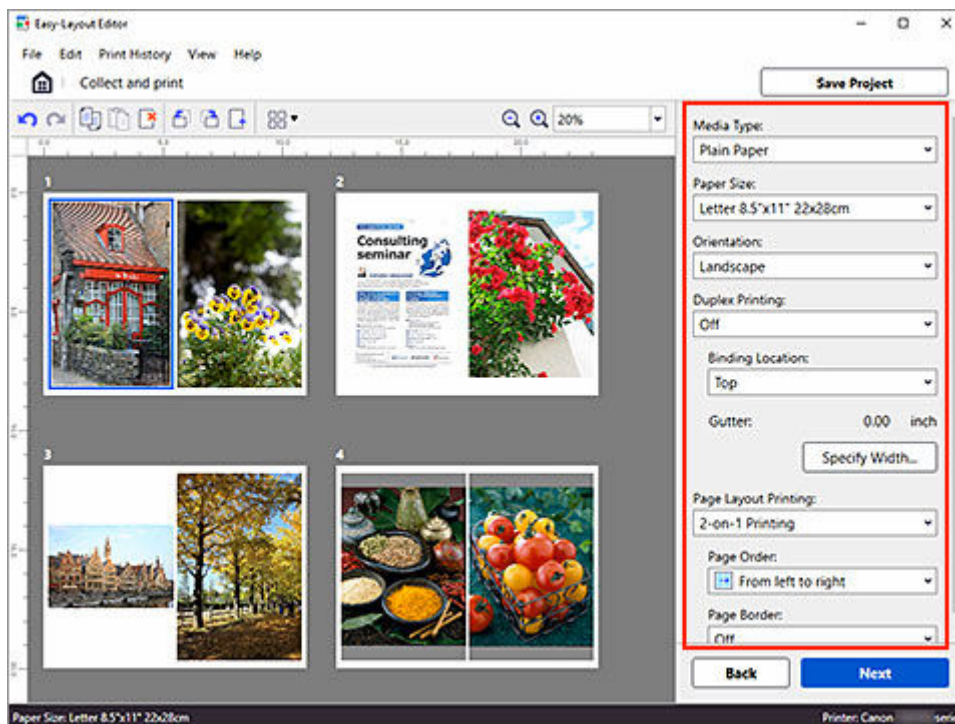 Easy-Layout Editor
File Edit Print History View Help
Collect and print
Save Project
20%
Media Type:
Plain Paper
Paper Size:
Letter 8.5"x11" 22x28cm
Orientation:
Landscape
Duplex Printing:
Off
Binding Location:
Top
Gutter: 0.00 inch
Specify Width...
Page Layout Printing:
2-on-1 Printing
Page Order:
From left to right
Page Border:
Off
1
2
Consulting
seminar
3
4
Back
Next
Paper Size: Letter 8.5"x11" 22x28cm
Printer: Canon